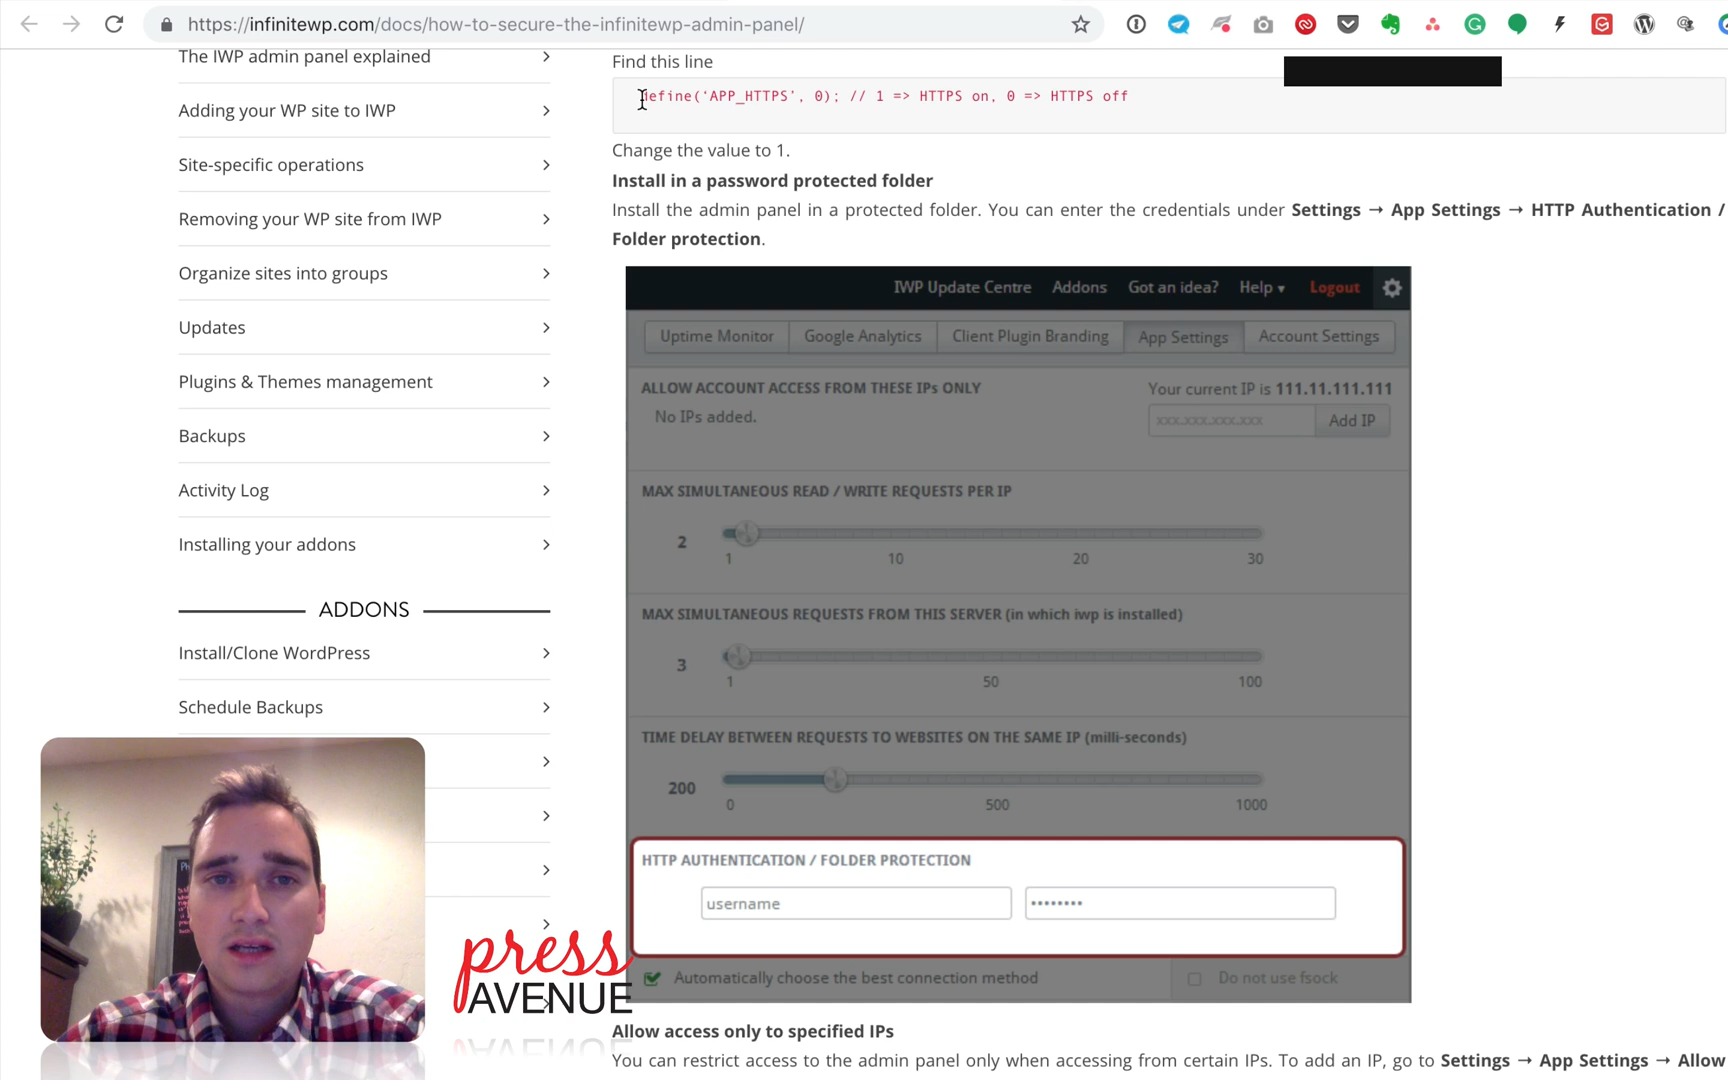 https://infinitewp.com/docs/how-to-secure-the-infinitewp-admin-panel/
The IWP admin panel explained
Adding your WP site to IWP
Site-specific operations
Removing your WP site from IWP
Organize sites into groups
Updates
Plugins & Themes management
Backups
Activity Log
Installing your addons
ADDONS
Install/Clone WordPress
Schedule Backups
Find this line
define(‘APP_HTTPS’, 0); // 1 => HTTPS on, 0 => HTTPS off
Change the value to 1.
Install in a password protected folder
Install the admin panel in a protected folder. You can enter the credentials under Settings → App Settings → HTTP Authentication /
Folder protection.
IWP Update Centre Addons Got an idea? Help ▾ Logout
Uptime Monitor Google Analytics Client Plugin Branding App Settings Account Settings
ALLOW ACCOUNT ACCESS FROM THESE IPs ONLY Your current IP is 111.11.111.111
No IPs added. xxx.xxx.xxx.xxx Add IP
MAX SIMULTANEOUS READ / WRITE REQUESTS PER IP
2
1 10 20 30
MAX SIMULTANEOUS REQUESTS FROM THIS SERVER (in which iwp is installed)
3
1 50 100
TIME DELAY BETWEEN REQUESTS TO WEBSITES ON THE SAME IP (milli-seconds)
200
0 500 1000
HTTP AUTHENTICATION / FOLDER PROTECTION
username ••••••••
Automatically choose the best connection method Do not use fsock
Allow access only to specified IPs
You can restrict access to the admin panel only when accessing from certain IPs. To add an IP, go to Settings → App Settings → Allow
press
AVENUE